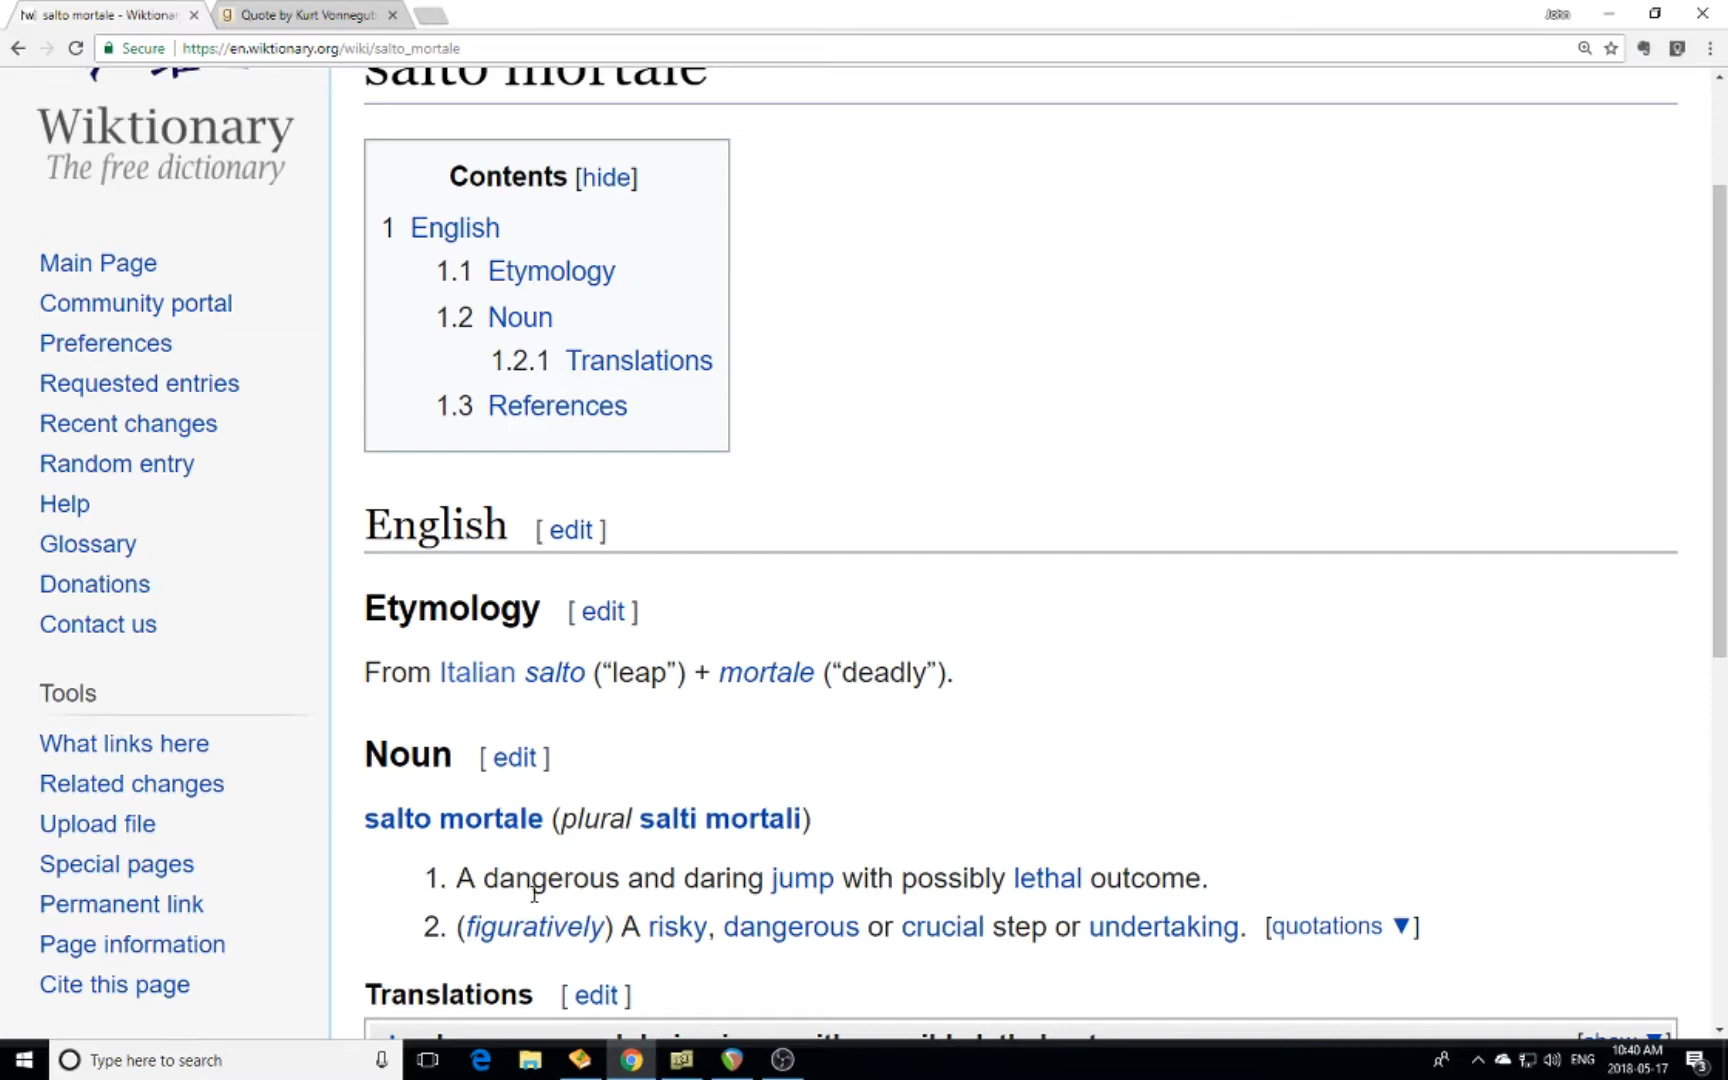 salto mortale - Wiktionar
Quote by Kurt Vonnegut:
John
Secure
https://en.wiktionary.org/wiki/salto_mortale
salto mortale
Wiktionary
The free dictionary
Main Page
Community portal
Preferences
Requested entries
Recent changes
Random entry
Help
Glossary
Donations
Contact us
Tools
What links here
Related changes
Upload file
Special pages
Permanent link
Page information
Cite this page
Contents [hide]
1 English
1.1 Etymology
1.2 Noun
1.2.1 Translations
1.3 References
English [ edit ]
Etymology [ edit ]
From Italian salto (“leap”) + mortale (“deadly”).
Noun [ edit ]
salto mortale (plural salti mortali)
1. A dangerous and daring jump with possibly lethal outcome.
2. (figuratively) A risky, dangerous or crucial step or undertaking. [quotations ▼]
Translations [ edit ]
Type here to search
ENG
10:40 AM
2018-05-17
3